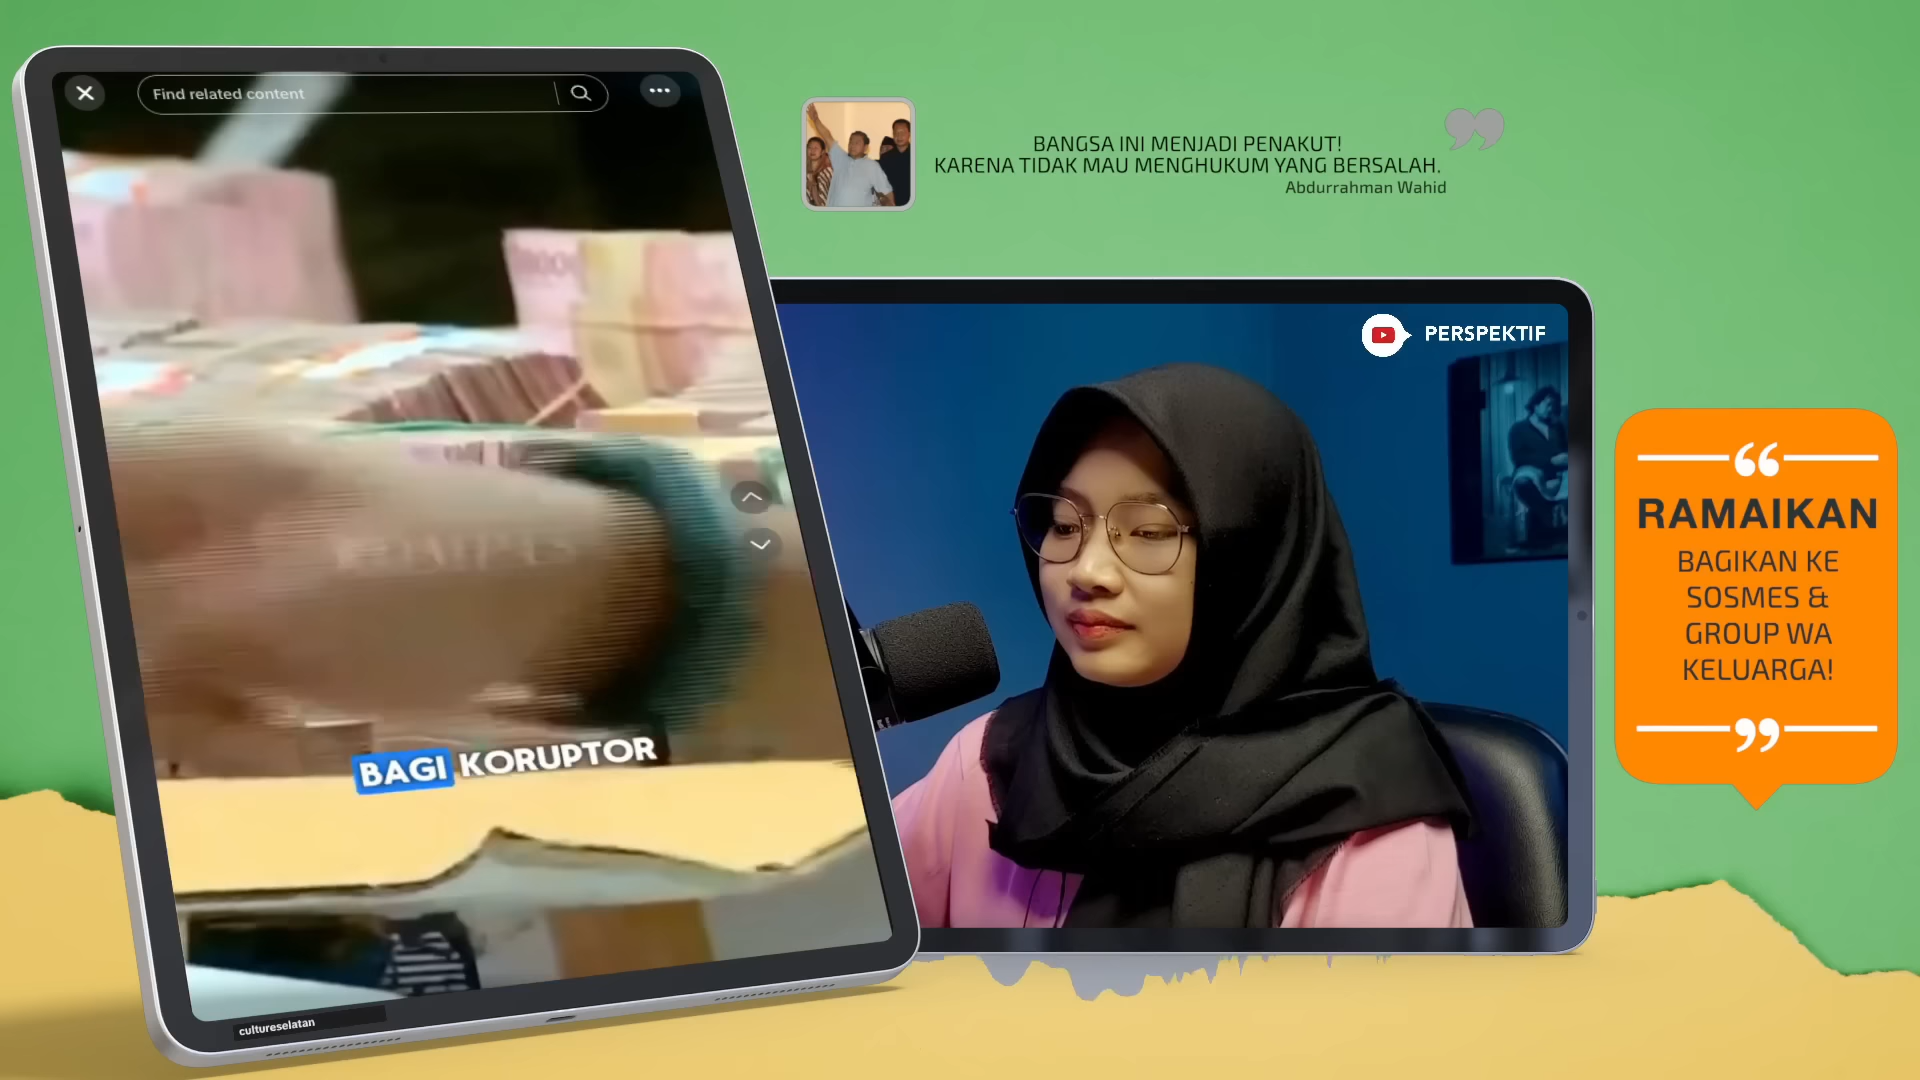 Find related content
BANGSA INI MENJADI PENAKUT!
KARENA TIDAK MAU MENGHUKUM YANG BERSALAH.
Abdurrahman Wahid
PERSPEKTIF
RAMAIKAN
BAGIKAN KE
SOSMES &
GROUP WA
KELUARGA!
BAGI KORUPTOR
cultureselatan